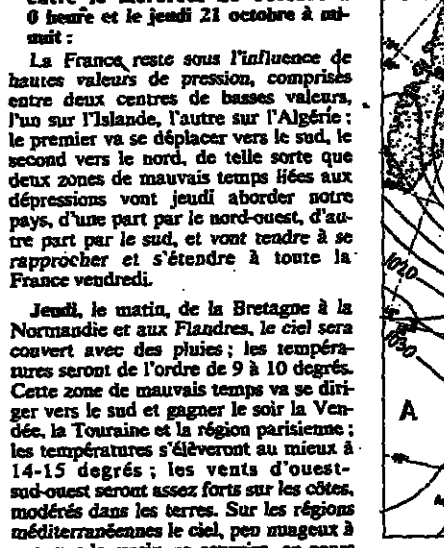 0 heure et le jeudi 21 octobre à mi-
nuit :
La France reste sous l'influence de
hautes valeurs de pression, comprises
entre deux centres de basses valeurs,
l'un sur l'Islande, l'autre sur l'Algérie ;
le premier va se déplacer vers le sud, le
second vers le nord, de telle sorte que
deux zones de mauvais temps liées aux
dépressions vont jeudi aborder notre
pays, d'une part par le nord-ouest, d'au-
tre part par le sud, et vont tendre à se
rapprocher et s'étendre à toute la
France vendredi.
Jeudi, le matin, de la Bretagne à la
Normandie et aux Flandres, le ciel sera
couvert avec des pluies ; les tempéra-
tures seront de l'ordre de 9 à 10 degrés.
Cette zone de mauvais temps va se diri-
ger vers le sud et gagner le soir la Ven-
dée, la Touraine et la région parisienne ;
les températures s'élèveront au mieux à
14-15 degrés ; les vents d'ouest-
sud-ouest seront assez forts sur les côtes,
modérés dans les terres. Sur les régions
méditerranéennes le ciel, peu nuageux à
1020
1030
A